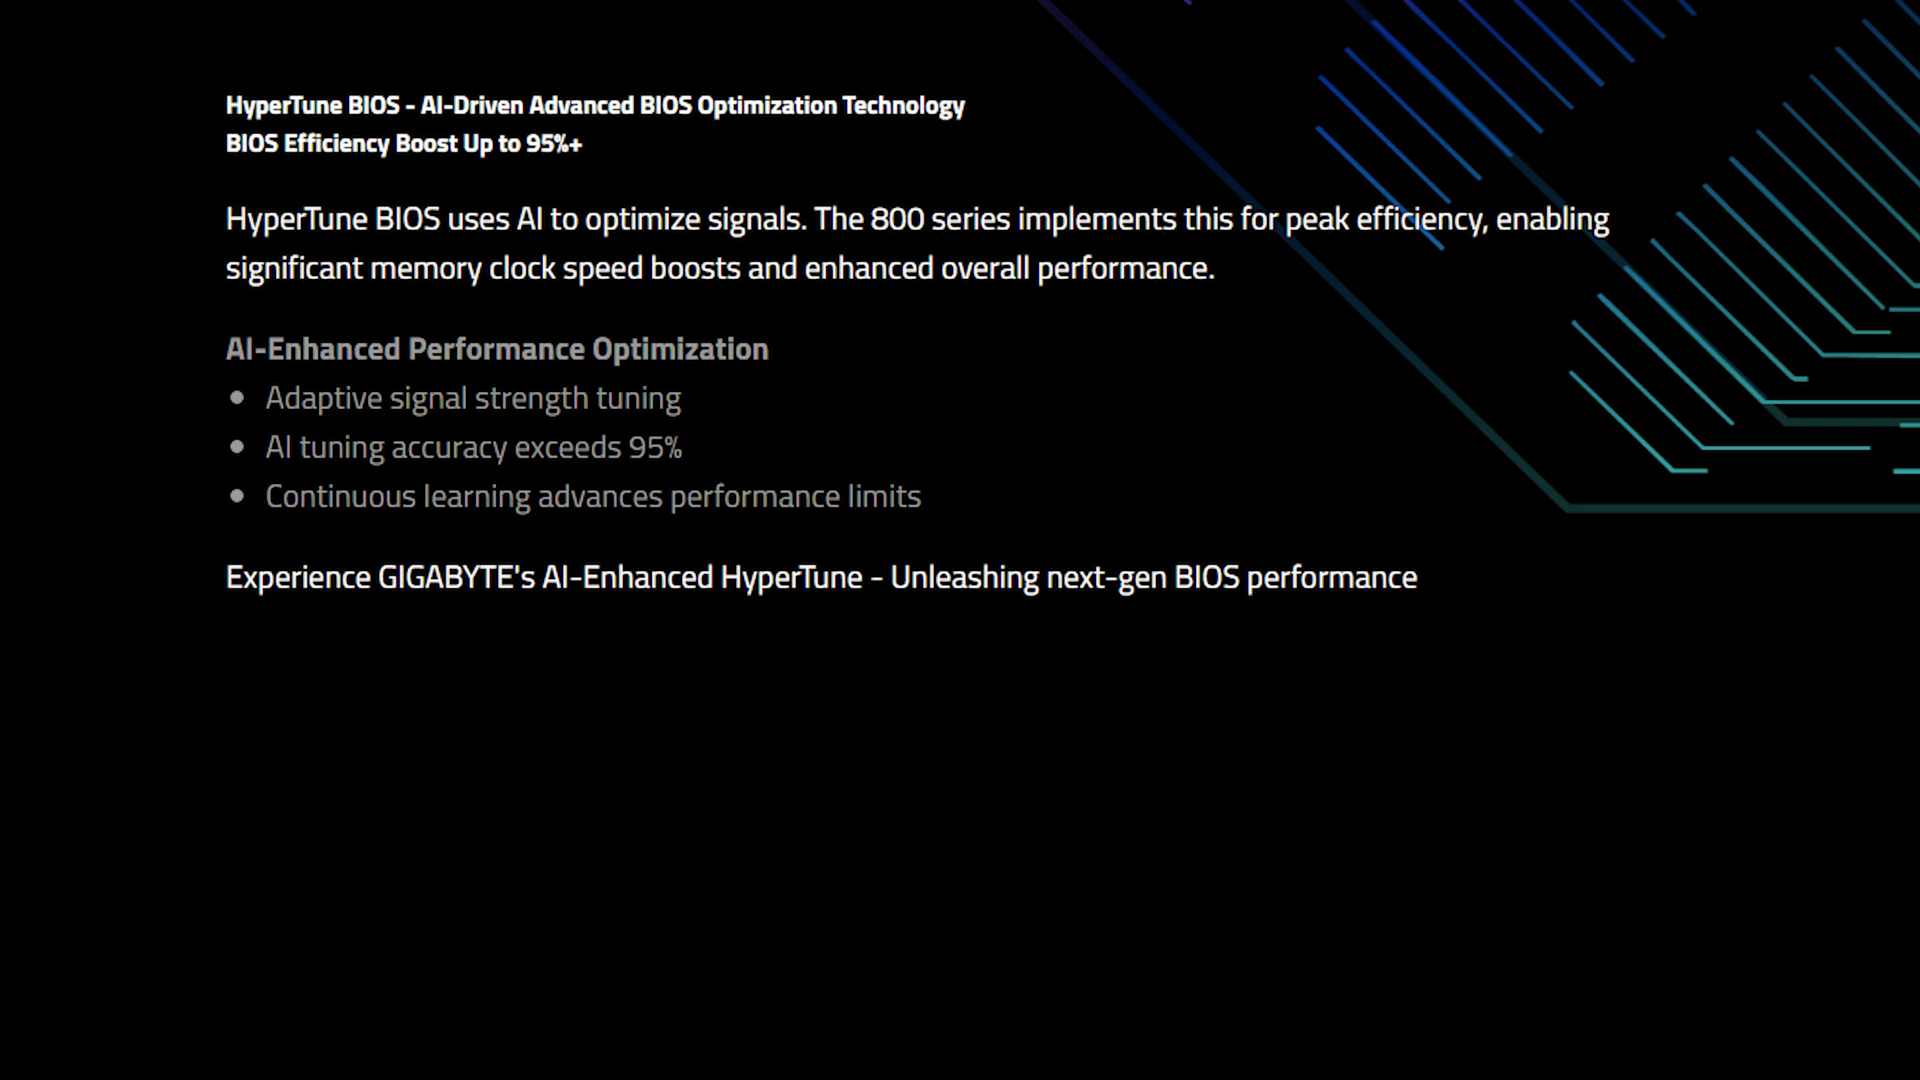 HyperTune BIOS - AI-Driven Advanced BIOS Optimization Technology
BIOS Efficiency Boost Up to 95%+
HyperTune BIOS uses AI to optimize signals. The 800 series implements this for peak efficiency, enabling
significant memory clock speed boosts and enhanced overall performance.
AI-Enhanced Performance Optimization
• Adaptive signal strength tuning
• AI tuning accuracy exceeds 95%
• Continuous learning advances performance limits
Experience GIGABYTE's AI-Enhanced HyperTune - Unleashing next-gen BIOS performance